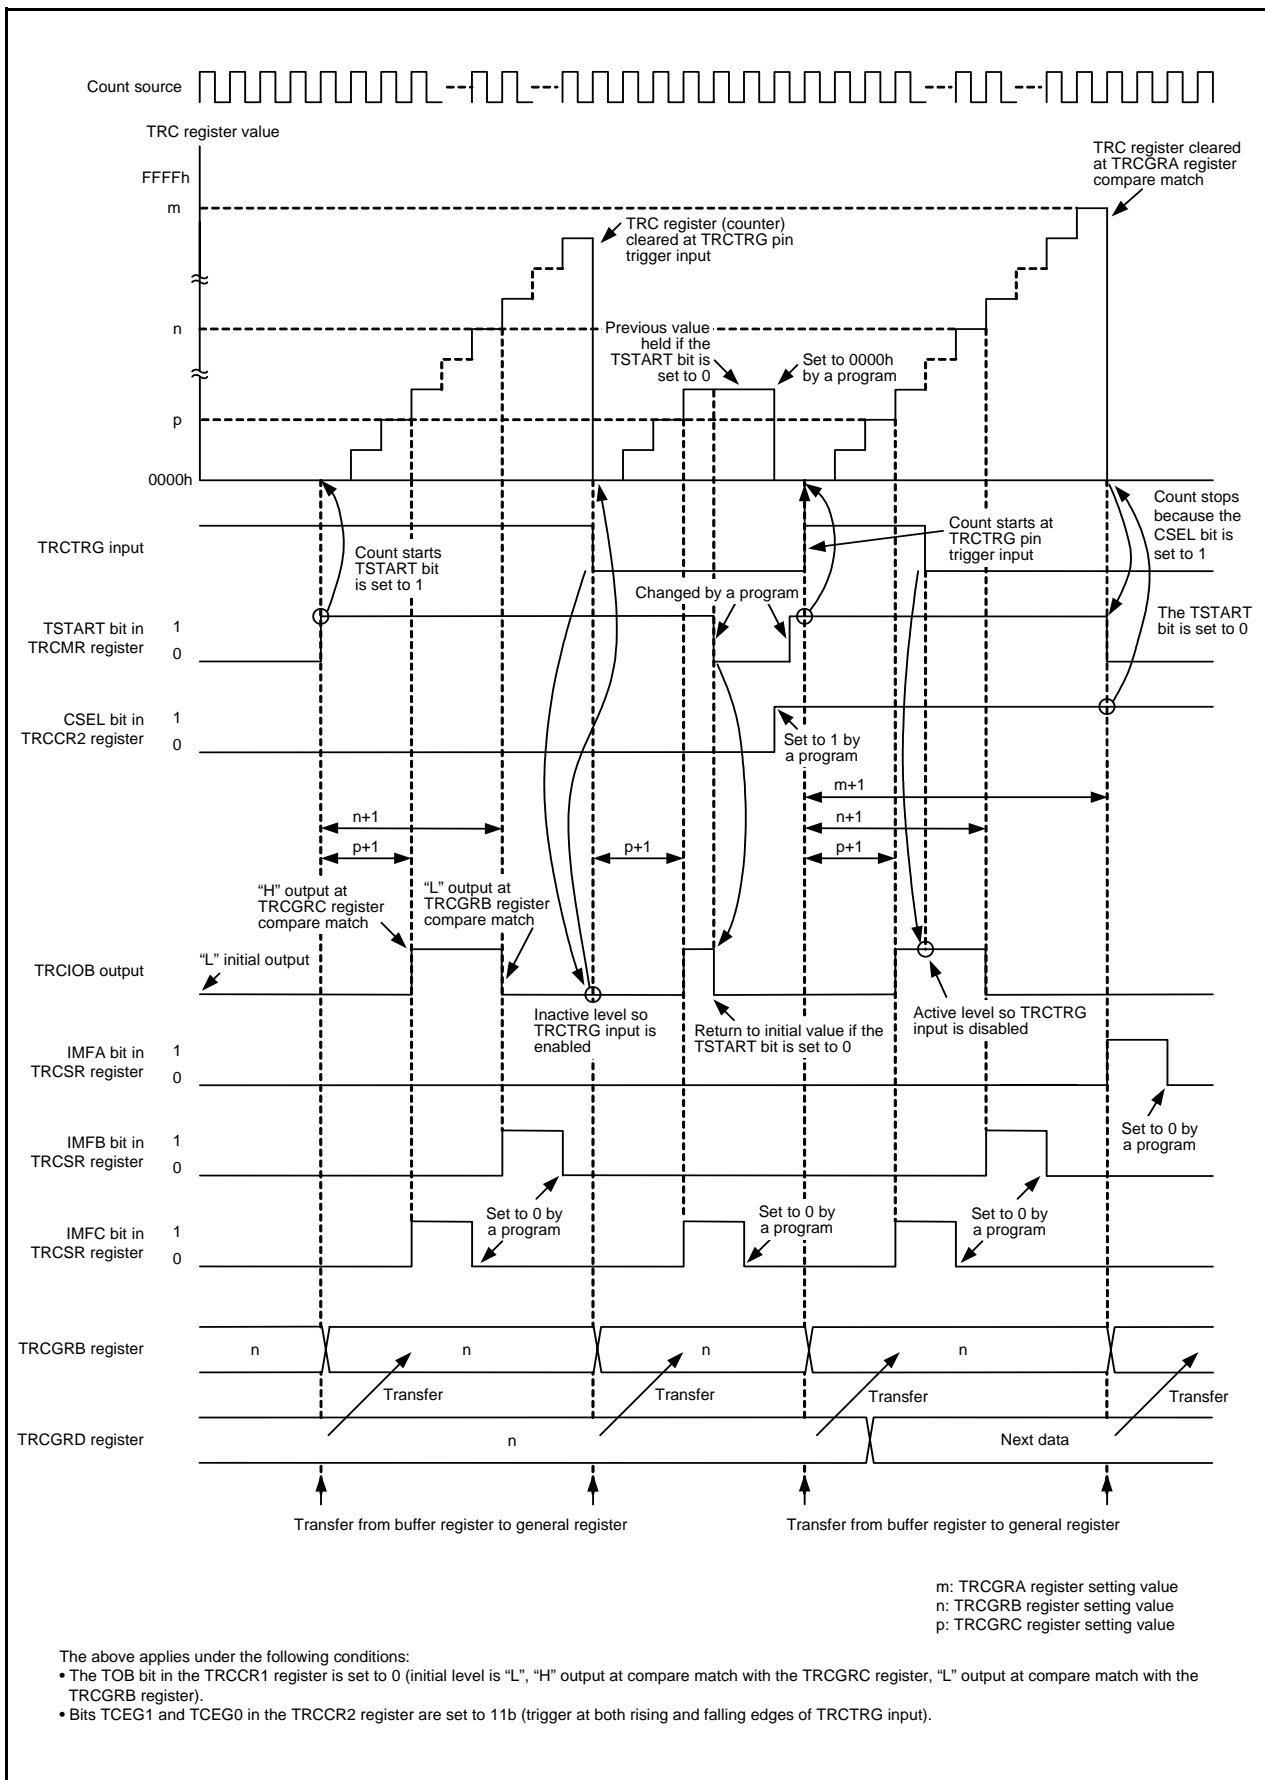 Count source
TRC register value
FFFFh
m
TRC register cleared
at TRCGRA register
compare match
TRC register (counter)
cleared at TRCTRG pin
trigger input
n
Previous value
held if the
TSTART bit is
set to 0
Set to 0000h
by a program
p
0000h
TRCTRG input
Count starts
TSTART bit
is set to 1
Count starts at
TRCTRG pin
trigger input
Count stops
because the
CSEL bit is
set to 1
Changed by a program
TSTART bit in
TRCMR register
1
0
The TSTART
bit is set to 0
CSEL bit in
TRCCR2 register
1
0
Set to 1 by
a program
m+1
n+1
n+1
p+1
p+1
p+1
“H” output at
TRCGRC register
compare match
“L” output at
TRCGRB register
compare match
TRCIOB output
“L” initial output
Inactive level so
TRCTRG input is
enabled
Return to initial value if the
TSTART bit is set to 0
Active level so TRCTRG
input is disabled
IMFA bit in
TRCSR register
1
0
Set to 0 by
a program
IMFB bit in
TRCSR register
1
0
Set to 0 by
a program
Set to 0 by
a program
Set to 0 by
a program
IMFC bit in
TRCSR register
1
0
TRCGRB register
n
n
n
n
Transfer
Transfer
Transfer
Transfer
TRCGRD register
n
Next data
Transfer from buffer register to general register
Transfer from buffer register to general register
m: TRCGRA register setting value
n: TRCGRB register setting value
p: TRCGRC register setting value
The above applies under the following conditions:
• The TOB bit in the TRCCR1 register is set to 0 (initial level is “L”, “H” output at compare match with the TRCGRC register, “L” output at compare match with the
TRCGRB register).
• Bits TCEG1 and TCEG0 in the TRCCR2 register are set to 11b (trigger at both rising and falling edges of TRCTRG input).